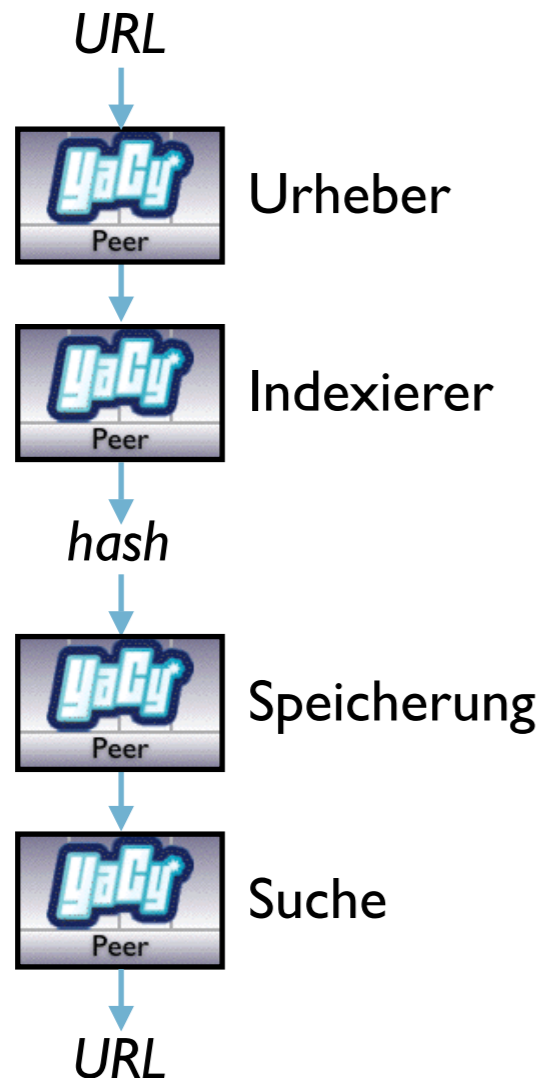 URL
YaCy
Peer
Urheber
YaCy
Peer
Indexierer
hash
YaCy
Peer
Speicherung
YaCy
Peer
Suche
URL